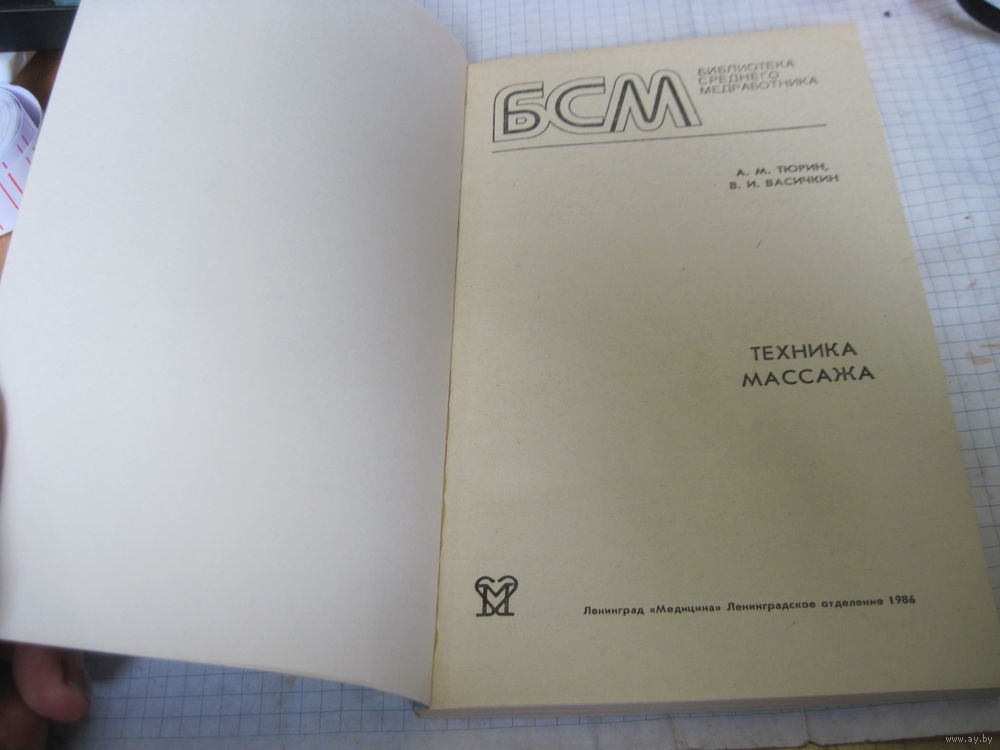 БСМ
БИБЛИОТЕКА
СРЕДНЕГО
МЕДРАБОТНИКА
А. М. ТЮРИН,
В. И. ВАСИЧКИН
ТЕХНИКА
МАССАЖА
М
Ленинград «Медицина» Ленинградское отделение 1986
www.ay.by